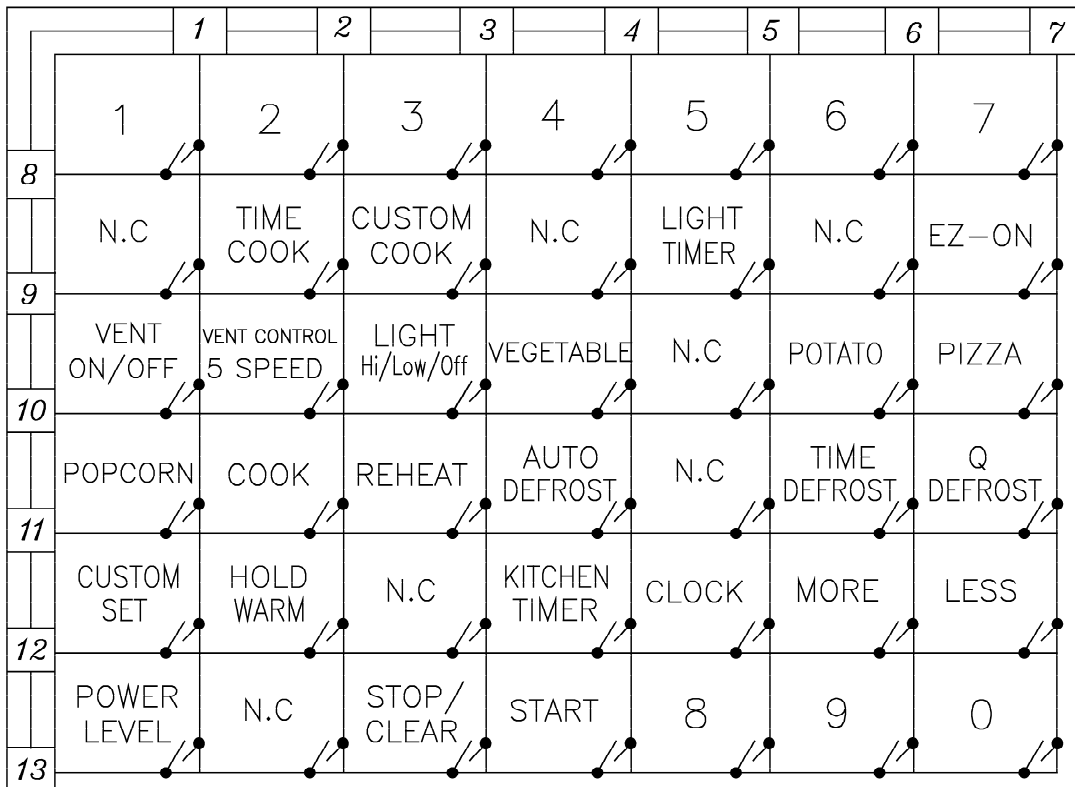 1 2 3 4 5 6 7
1 2 3 4 5 6 7
8
N.C TIME COOK CUSTOM COOK N.C LIGHT TIMER N.C EZ-ON
9
VENT ON/OFF VENT CONTROL 5 SPEED LIGHT Hi/Low/Off VEGETABLE N.C POTATO PIZZA
10
POPCORN COOK REHEAT AUTO DEFROST N.C TIME DEFROST Q DEFROST
11
CUSTOM SET HOLD WARM N.C KITCHEN TIMER CLOCK MORE LESS
12
POWER LEVEL N.C STOP/ CLEAR START 8 9 0
13